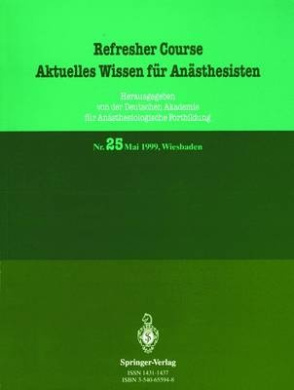 Refresher Course
Aktuelles Wissen für Anästhesisten
Herausgegeben
von der Deutschen Akademie
für Anästhesiologische Fortbildung
Nr. 25 Mai 1999, Wiesbaden
Springer-Verlag
ISSN 1431-1437
ISBN 3-540-65594-8